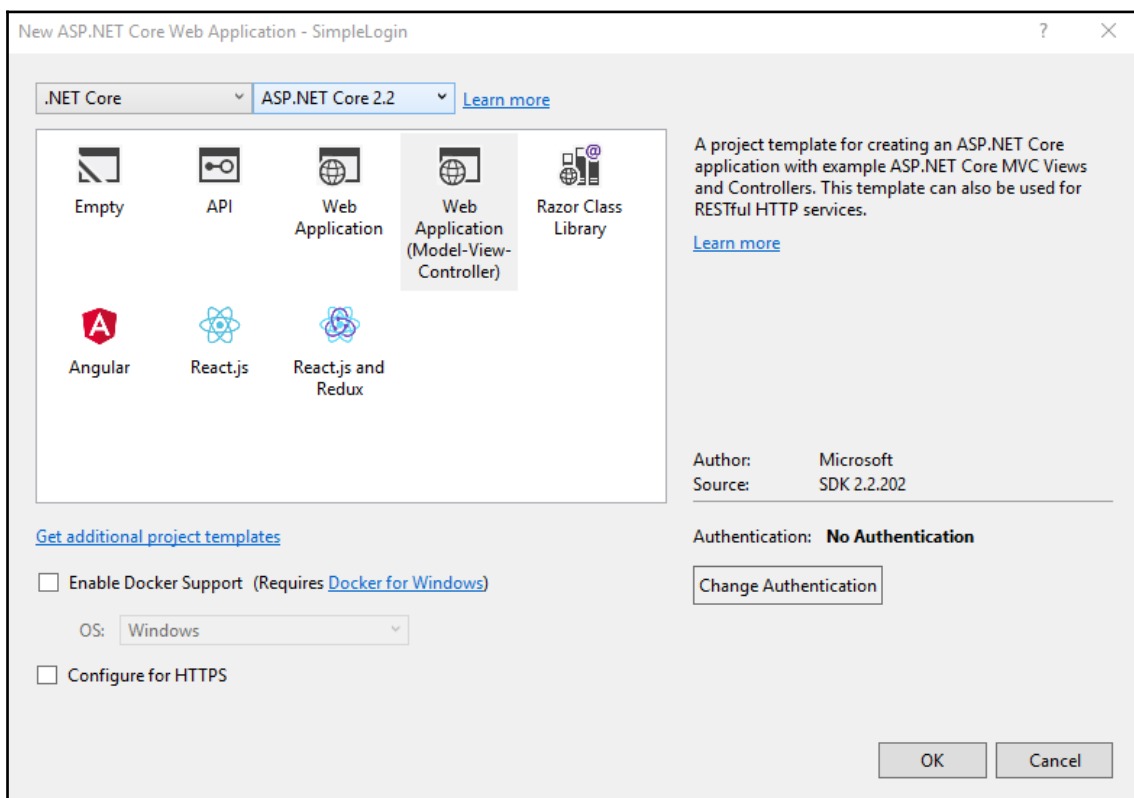 New ASP.NET Core Web Application - SimpleLogin
?
.NET Core
ASP.NET Core 2.2
Learn more
Empty
API
Web
Application
Web
Application
(Model-View-
Controller)
Razor Class
Library
Angular
React.js
React.js and
Redux
A project template for creating an ASP.NET Core
application with example ASP.NET Core MVC Views
and Controllers. This template can also be used for
RESTful HTTP services.
Learn more
Author: Microsoft
Source: SDK 2.2.202
Get additional project templates
Authentication: No Authentication
Enable Docker Support (Requires Docker for Windows)
Change Authentication
OS: Windows
Configure for HTTPS
OK
Cancel